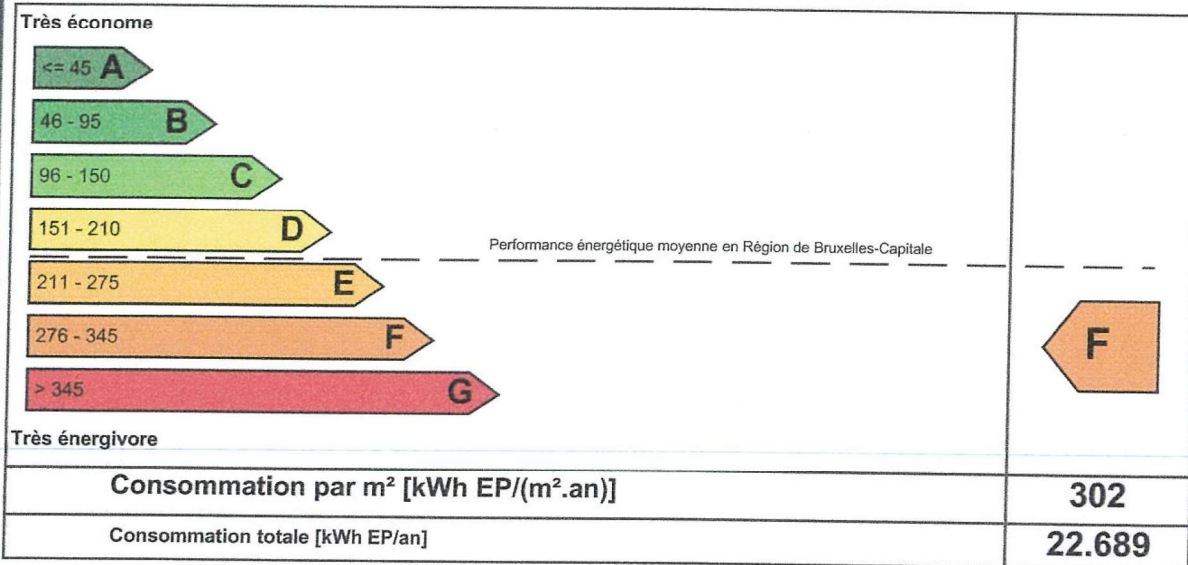 Très économe
<= 45 A
46 - 95 B
96 - 150 C
151 - 210 D
Performance énergétique moyenne en Région de Bruxelles-Capitale
211 - 275 E
276 - 345 F
F
> 345 G
Très énergivore
Consommation par m² [kWh EP/(m².an)] 302
Consommation totale [kWh EP/an] 22.689